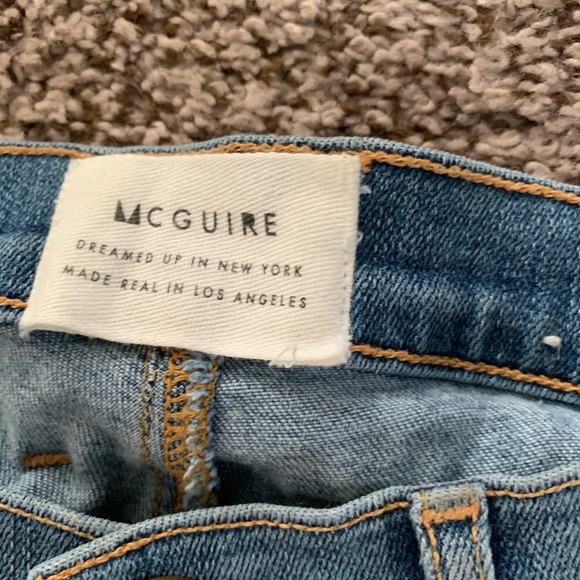 MCGUIRE
DREAMED UP IN NEW YORK
MADE REAL IN LOS ANGELES